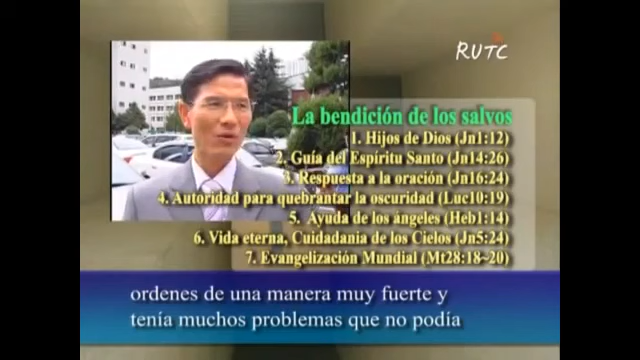 RUTC
La bendición de los salvos
1. Hijos de Dios (Jn1:12)
2. Guía del Espíritu Santo (Jn14:26)
3. Respuesta a la oración (Jn16:24)
4. Autoridad para quebrantar la oscuridad (Luc10:19)
5. Ayuda de los ángeles (Heb1:14)
6. Vida eterna, Cuidadania de los Cielos (Jn5:24)
7. Evangelización Mundial (Mt28:18~20)
ordenes de una manera muy fuerte y
tenía muchos problemas que no podía